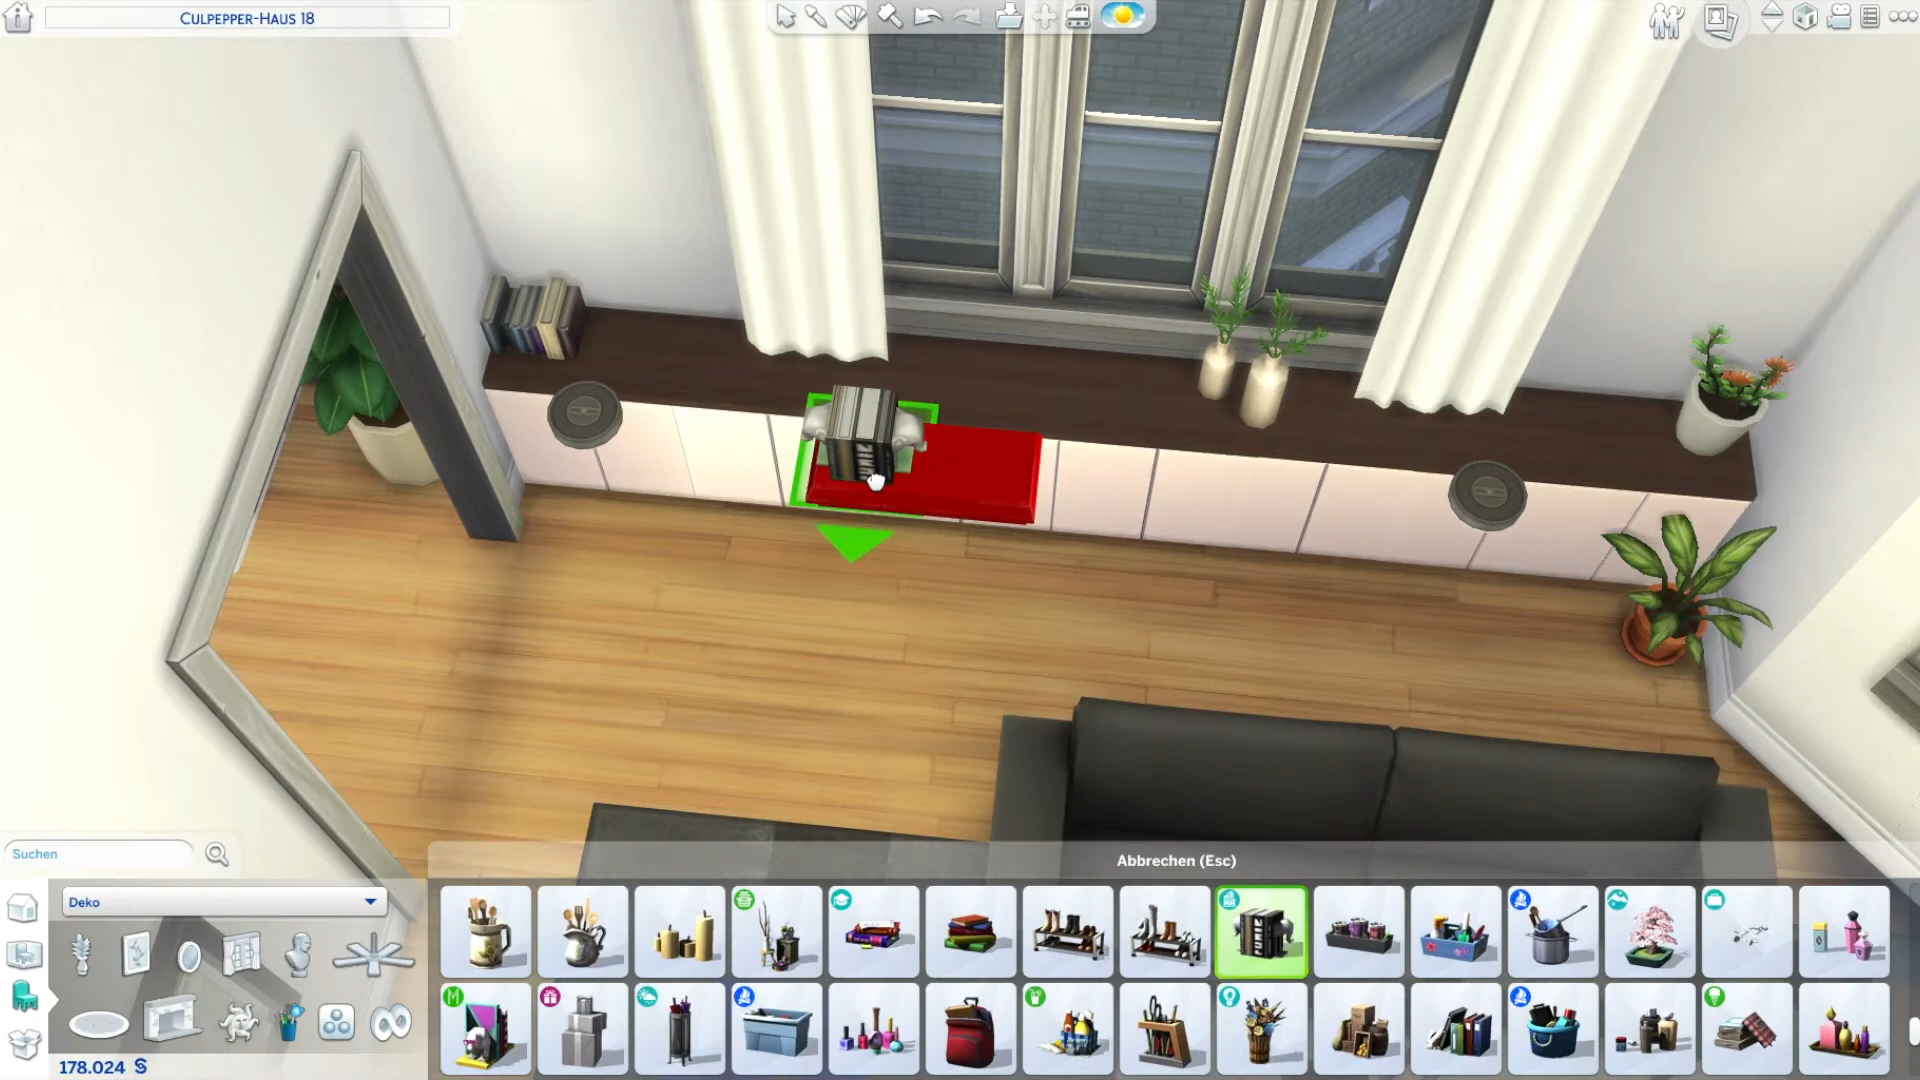 Culpepper-Haus 18
Suchen
Abbrechen (Esc)
Deko
178.024 S